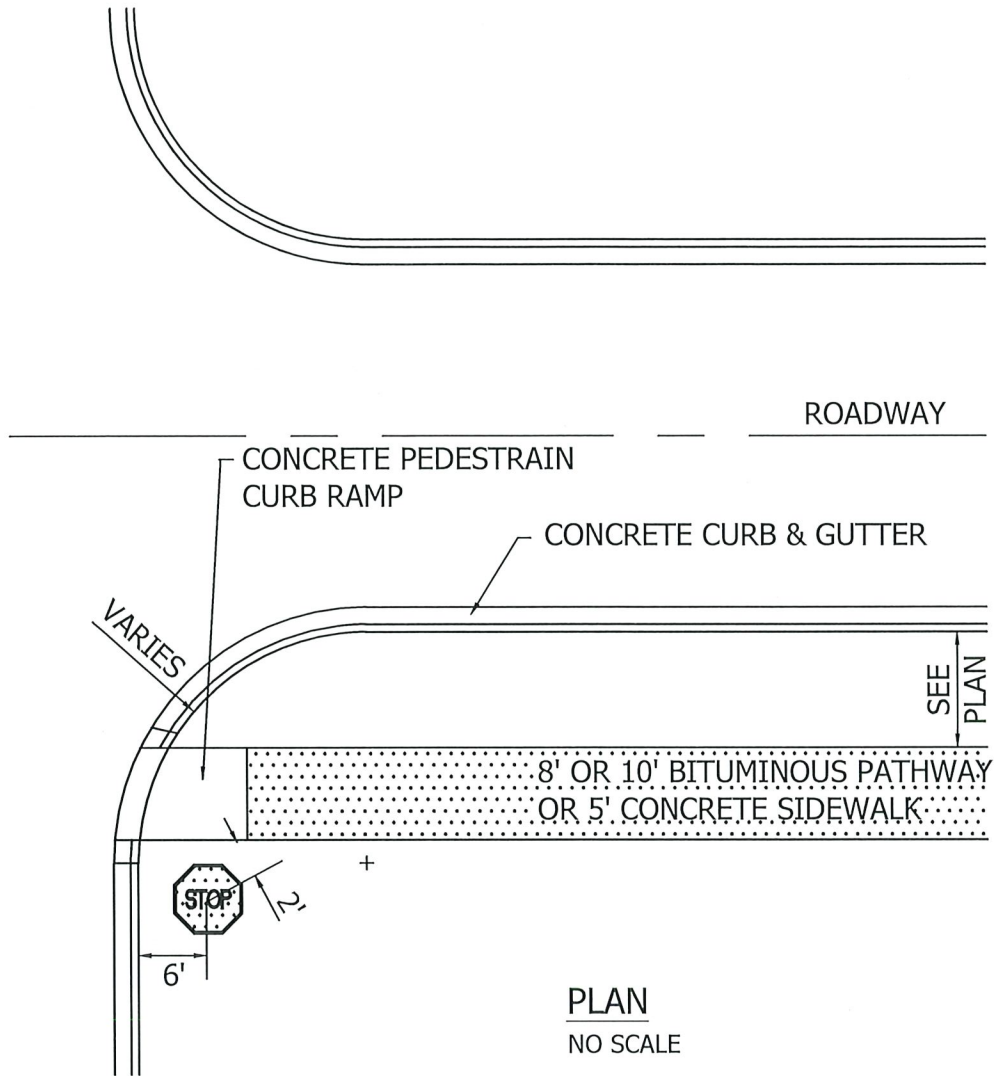 ROADWAY
CONCRETE PEDESTRAIN
CURB RAMP
CONCRETE CURB & GUTTER
VARIES
SEE
PLAN
8' OR 10' BITUMINOUS PATHWAY
OR 5' CONCRETE SIDEWALK
STOP
2'
6'
PLAN
NO SCALE